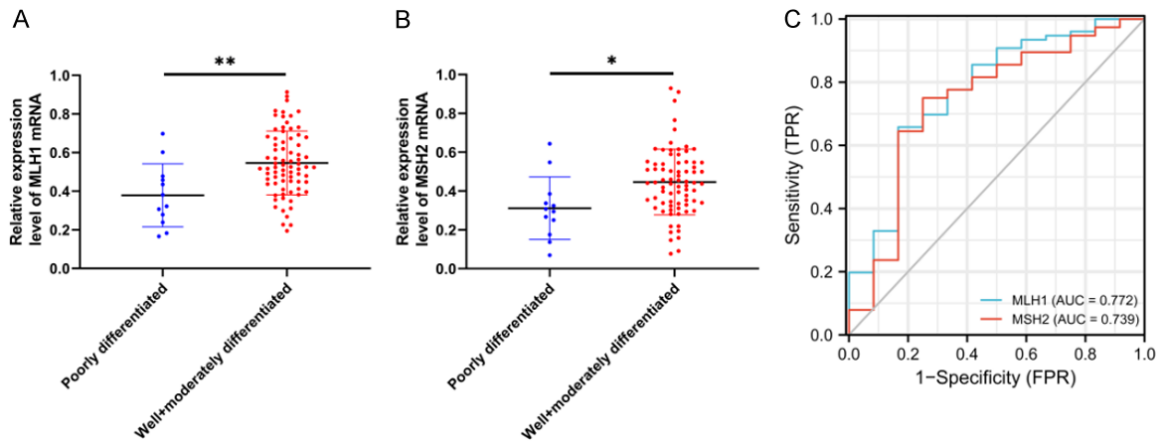 A
**
Relative expression
level of MLH1 mRNA
1.0
0.8
0.6
0.4
0.2
0.0
Poorly differentiated
Well+moderately differentiated
B
*
Relative expression
level of MSH2 mRNA
1.0
0.8
0.6
0.4
0.2
0.0
Poorly differentiated
Well+moderately differentiated
C
Sensitivity (TPR)
1.0
0.8
0.6
0.4
0.2
0.0
MLH1 (AUC = 0.772)
MSH2 (AUC = 0.739)
0.0 0.2 0.4 0.6 0.8 1.0
1−Specificity (FPR)